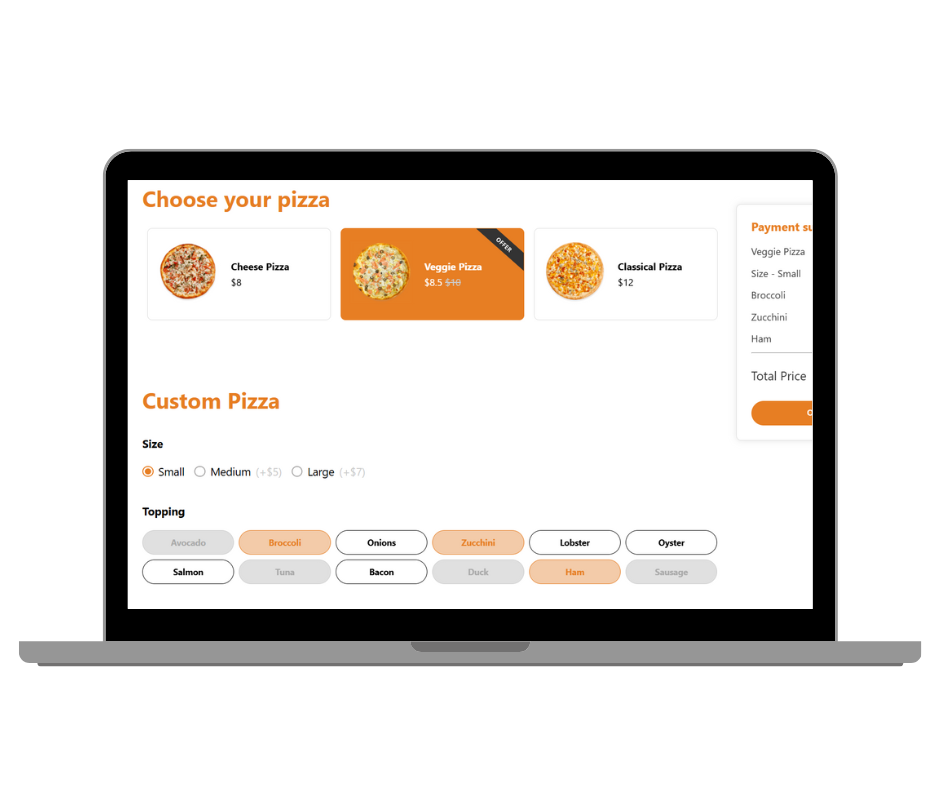 Choose your pizza
Cheese Pizza
$8
OFFER
Veggie Pizza
$8.5 $10
Classical Pizza
$12
Custom Pizza
Size
Small Medium (+$5) Large (+$7)
Topping
Avocado Broccoli Onions Zucchini Lobster Oyster
Salmon Tuna Bacon Duck Ham Sausage
Payment su
Veggie Pizza
Size - Small
Broccoli
Zucchini
Ham
Total Price